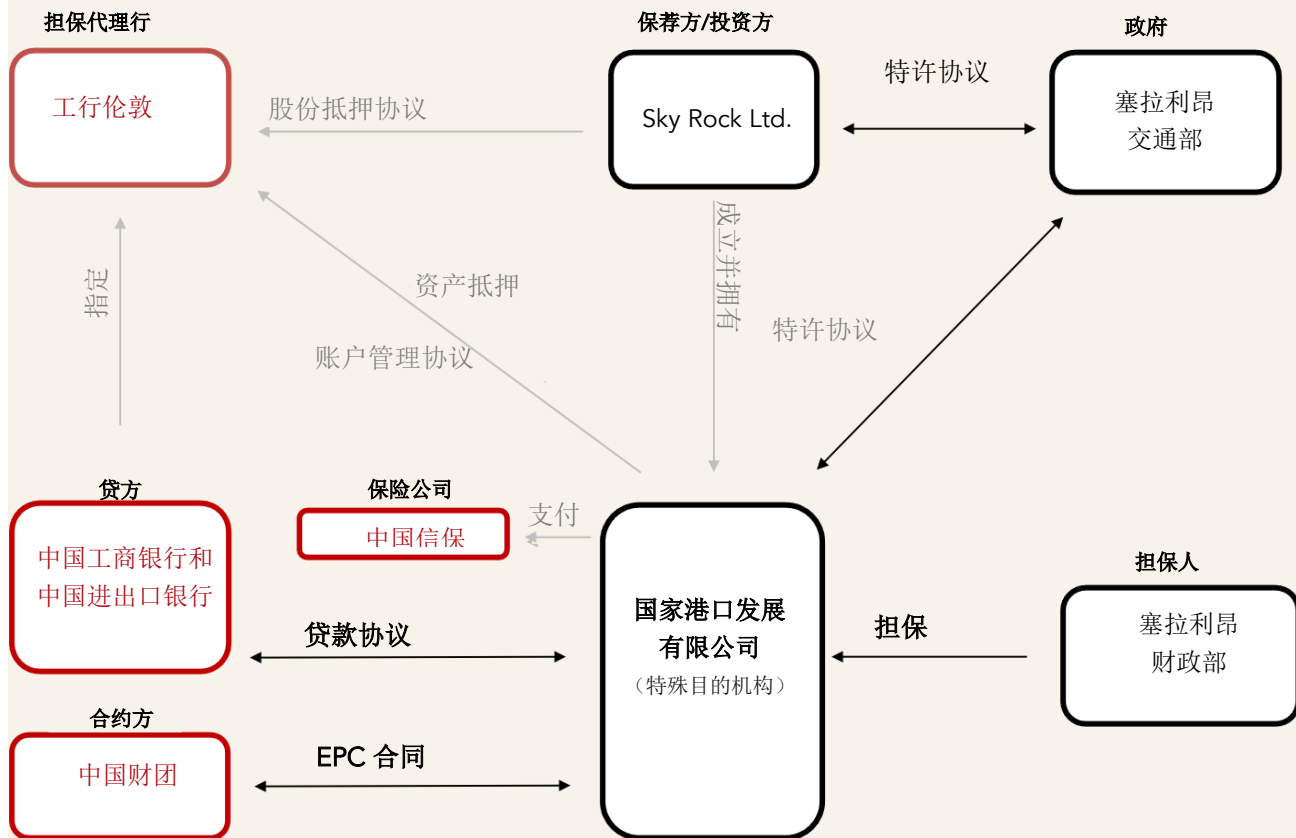 担保代理行
保荐方/投资方
政府
工行伦敦
股份抵押协议
Sky Rock Ltd.
特许协议
塞拉利昂
交通部
指定
资产抵押
账户管理协议
成立并拥有
特许协议
贷方
保险公司
支付
中国信保
中国工商银行和
中国进出口银行
贷款协议
国家港口发展
有限公司
（特殊目的机构）
担保
担保人
塞拉利昂
财政部
合约方
中国财团
EPC 合同